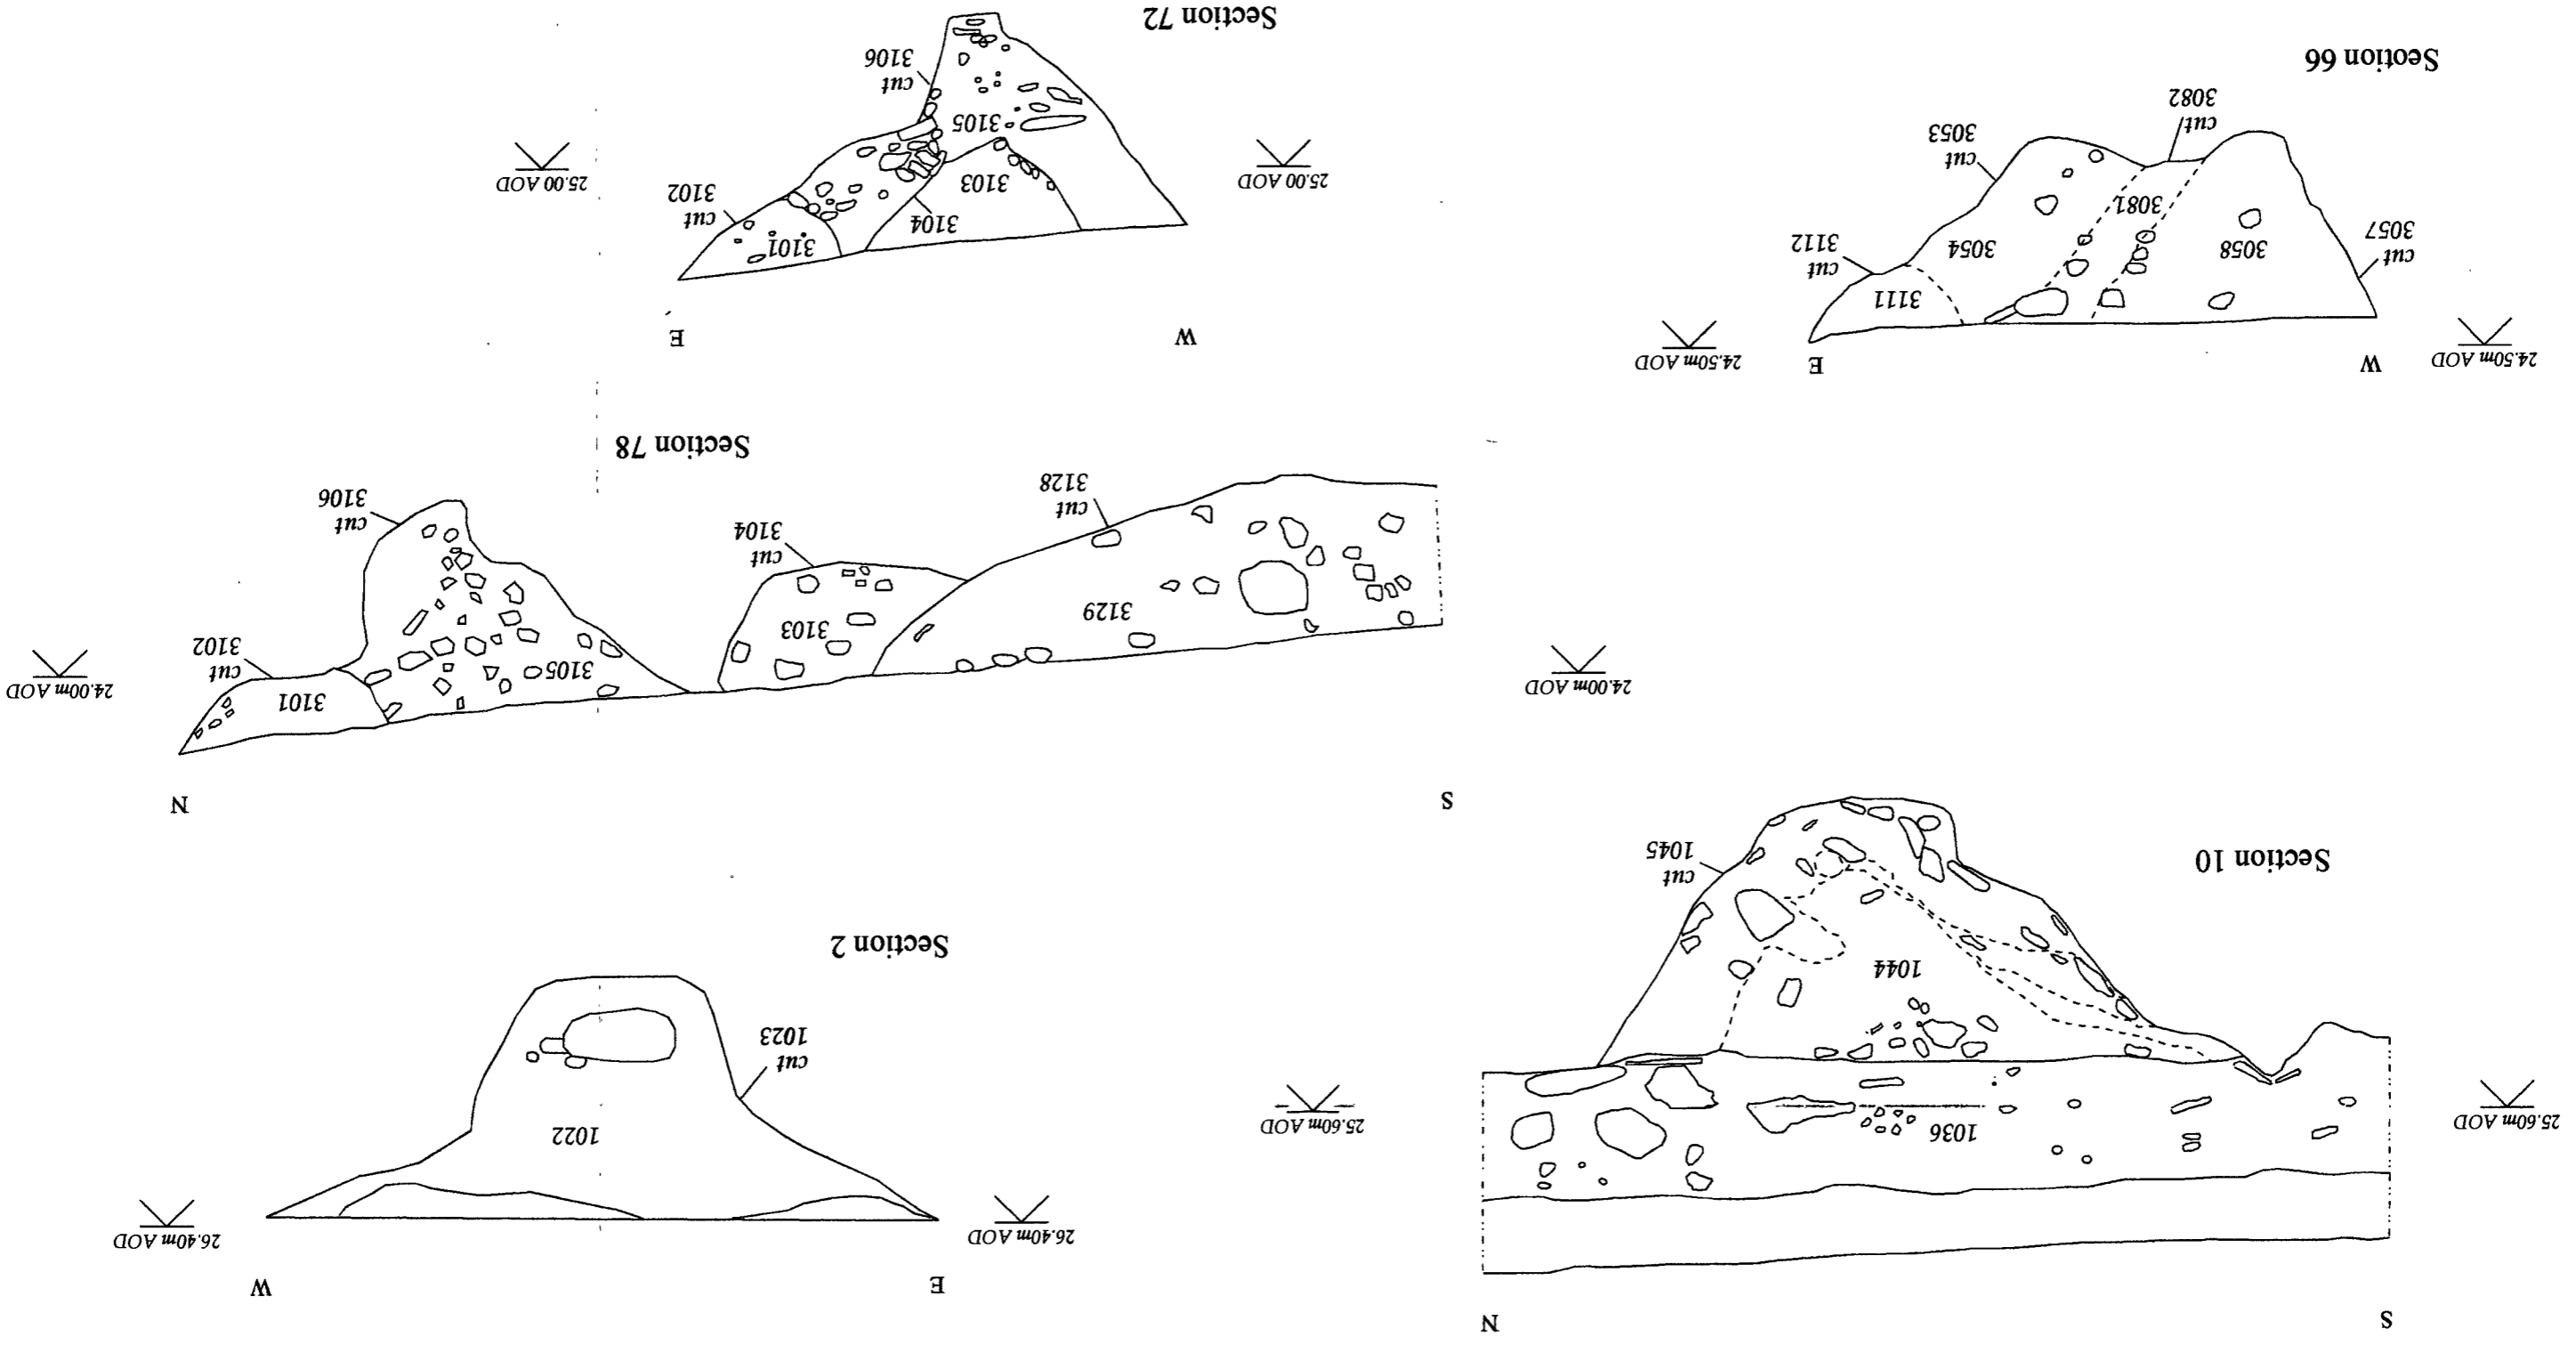 S
N
25.60m AOD
25.60m AOD
1036
1044
cut
1045
Section 10
E
W
26.40m AOD
26.40m AOD
1022
cut
1023
Section 2
S
N
24.00m AOD
24.00m AOD
3129
3103
3105
3101
cut
3128
cut
3104
cut
3106
cut
3102
Section 78
W
E
24.50m AOD
24.50m AOD
cut
3057
3058
3081
3054
3111
cut
3112
cut
3082
cut
3053
Section 66
W
E
25.00 AOD
25.00 AOD
3101
3104
3103
3105
cut
3102
cut
3106
Section 72